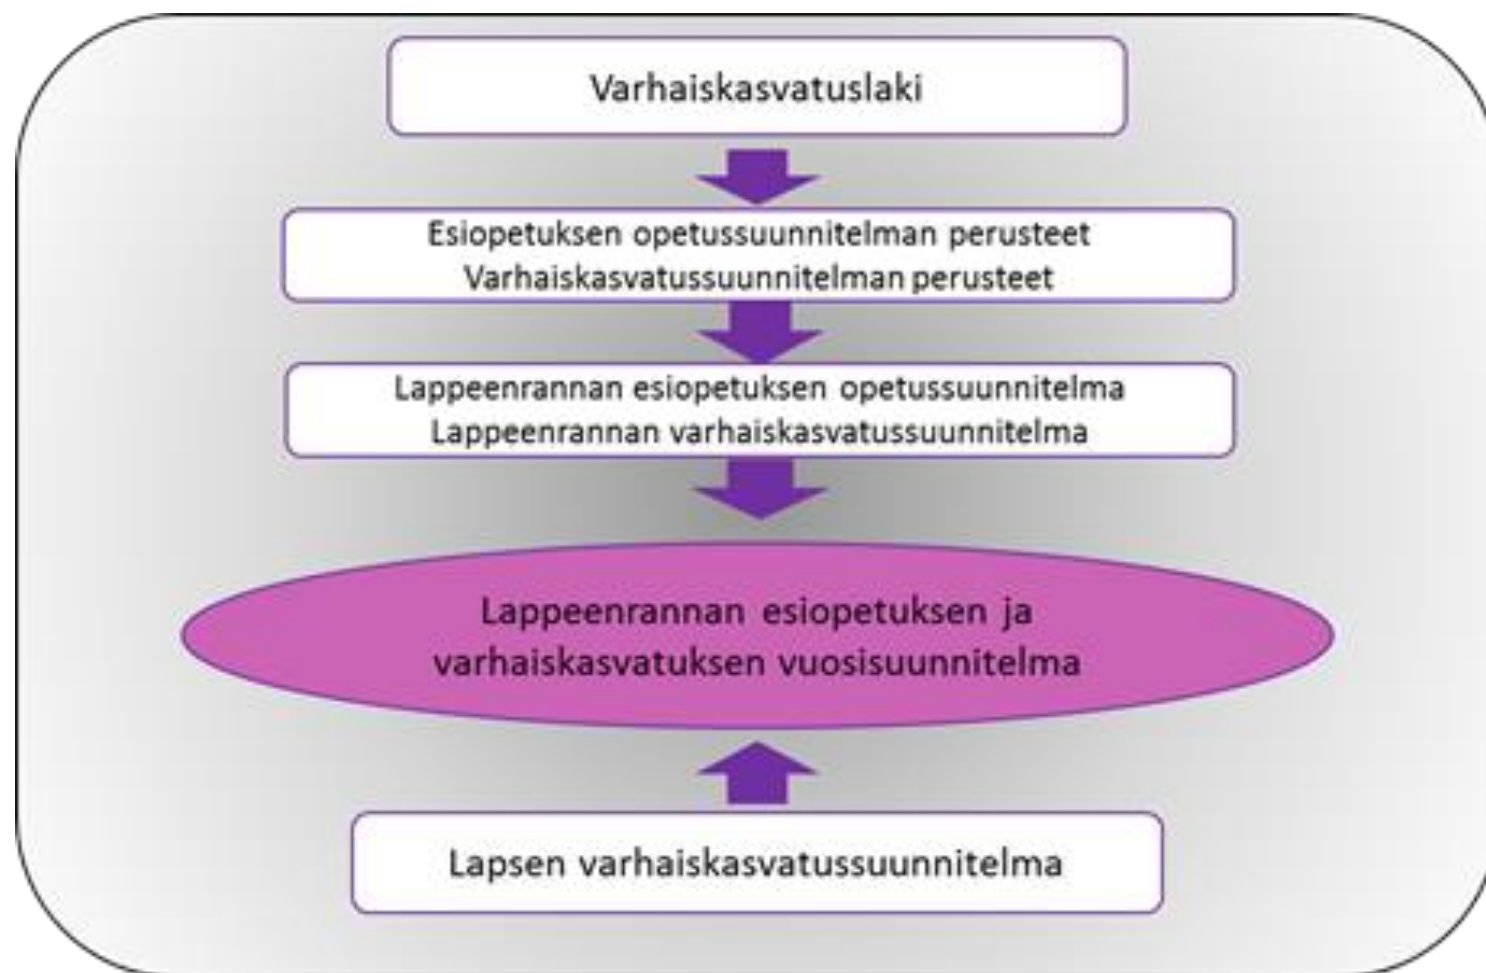 Varhaiskasvatuslaki
Esiopetuksen opetussuunnitelman perusteet
Varhaiskasvatussuunnitelman perusteet
Lappeenrannan esiopetuksen opetussuunnitelma
Lappeenrannan varhaiskasvatussuunnitelma
Lappeenrannan esiopetuksen ja
varhaiskasvatuksen vuosisuunnitelma
Lapsen varhaiskasvatussuunnitelma